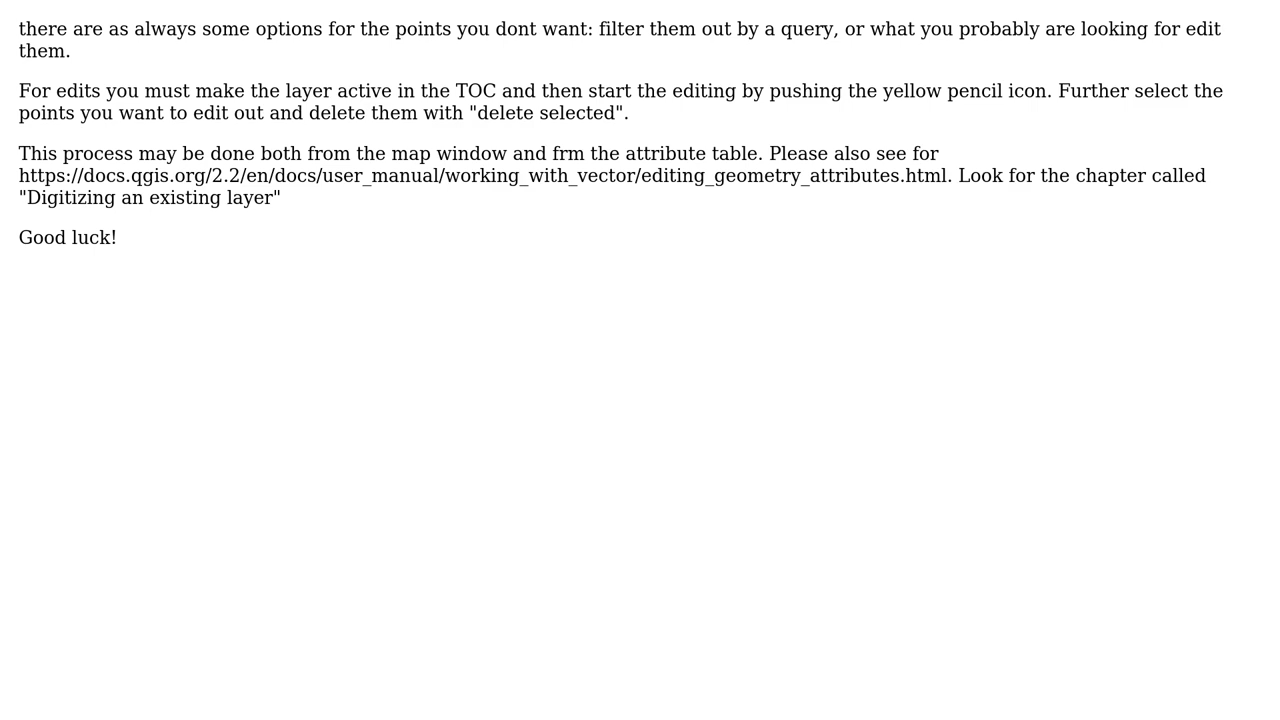 there are as always some options for the points you dont want: filter them out by a query, or what you probably are looking for edit
them.
For edits you must make the layer active in the TOC and then start the editing by pushing the yellow pencil icon. Further select the
points you want to edit out and delete them with "delete selected".
This process may be done both from the map window and frm the attribute table. Please also see for
https://docs.qgis.org/2.2/en/docs/user_manual/working_with_vector/editing_geometry_attributes.html. Look for the chapter called
"Digitizing an existing layer"
Good luck!